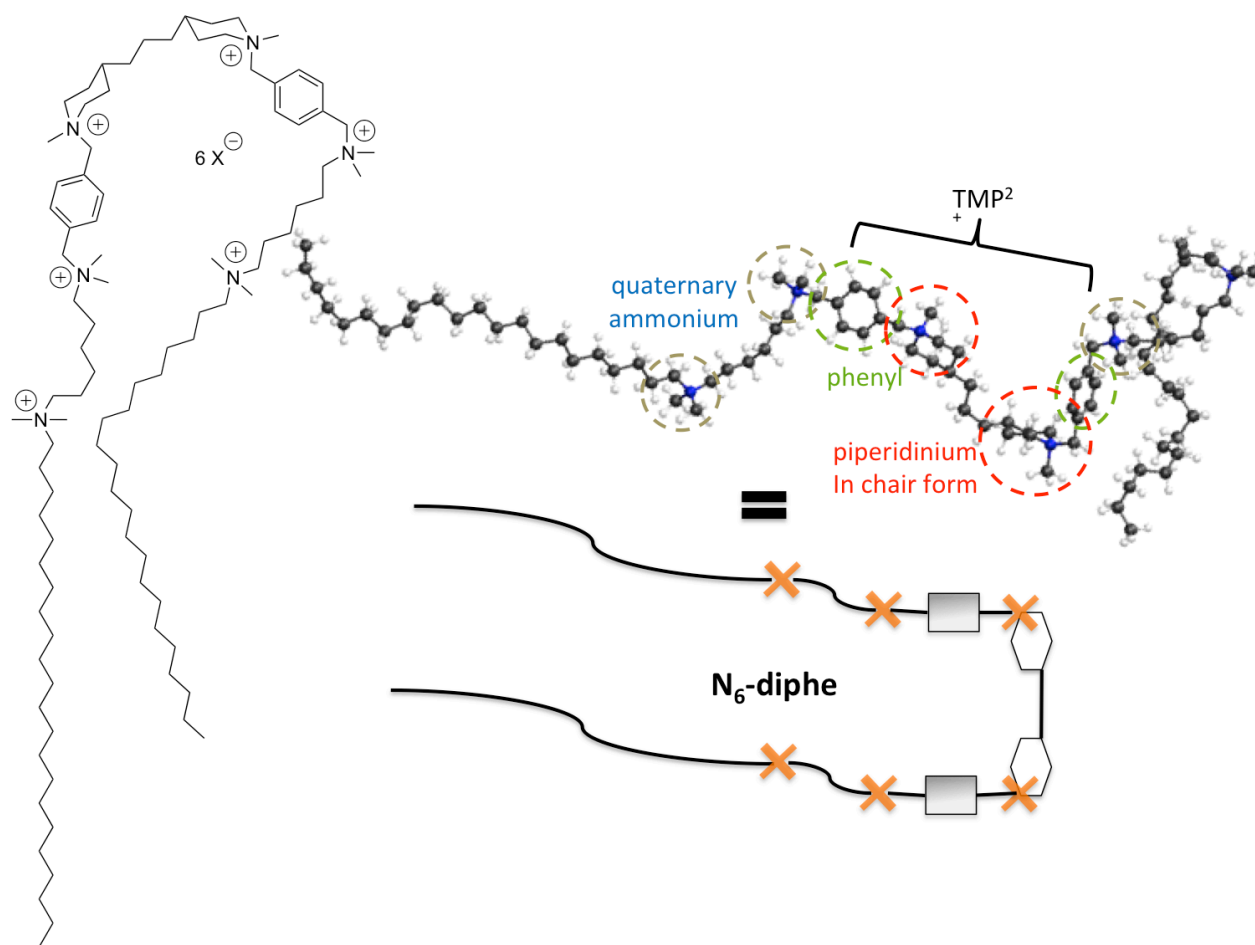 N
⊕
N
⊕
N
⊕
6 X⊖
N
⊕
N
⊕
N
⊕
TMP²
+
quaternary
ammonium
phenyl
piperidinium
In chair form
=
N₆-diphe